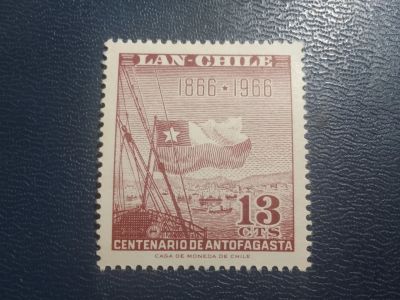 LAN-CHILE
1866 ★ 1966
13
CTS
CENTENARIO DE ANTOFAGASTA
CASA DE MONEDA DE CHILE